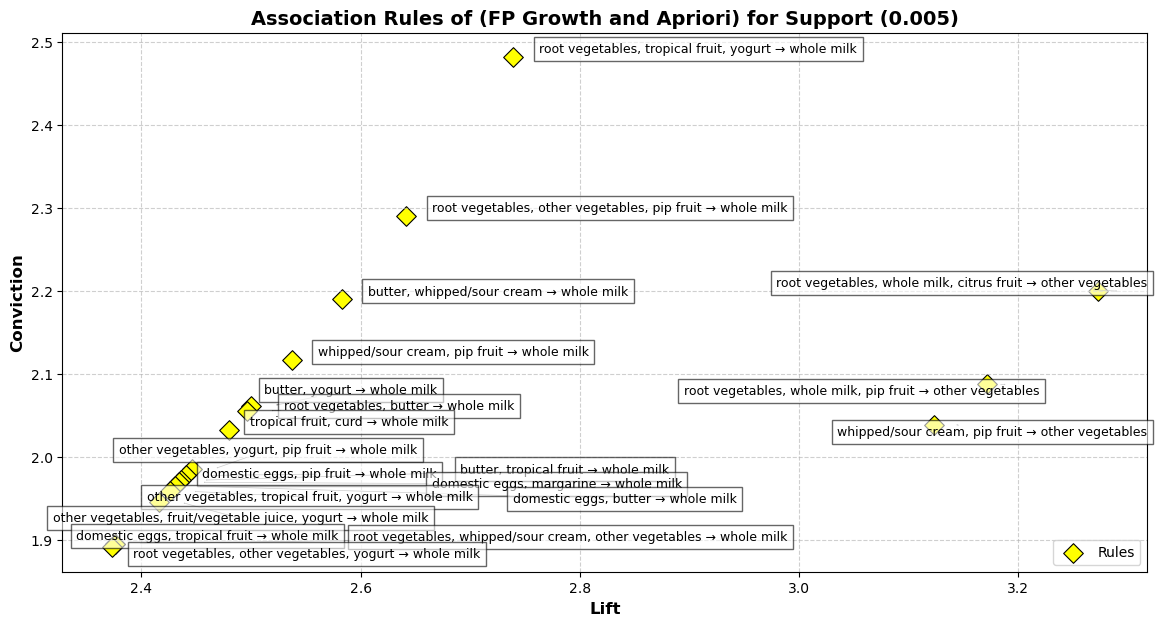 Association Rules of (FP Growth and Apriori) for Support (0.005)
Conviction
2.5
2.4
2.3
2.2
2.1
2.0
1.9
root vegetables, tropical fruit, yogurt → whole milk
root vegetables, other vegetables, pip fruit → whole milk
root vegetables, whole milk, citrus fruit → other vegetables
butter, whipped/sour cream → whole milk
whipped/sour cream, pip fruit → whole milk
butter, yogurt → whole milk
root vegetables, whole milk, pip fruit → other vegetables
root vegetables, butter → whole milk
tropical fruit, curd → whole milk
whipped/sour cream, pip fruit → other vegetables
other vegetables, yogurt, pip fruit → whole milk
butter, tropical fruit → whole milk
domestic eggs, pip fruit → whole milk
domestic eggs, margarine → whole milk
other vegetables, tropical fruit, yogurt → whole milk
domestic eggs, butter → whole milk
other vegetables, fruit/vegetable juice, yogurt → whole milk
domestic eggs, tropical fruit → whole milk
root vegetables, whipped/sour cream, other vegetables → whole milk
root vegetables, other vegetables, yogurt → whole milk
Rules
2.4
2.6
2.8
3.0
3.2
Lift